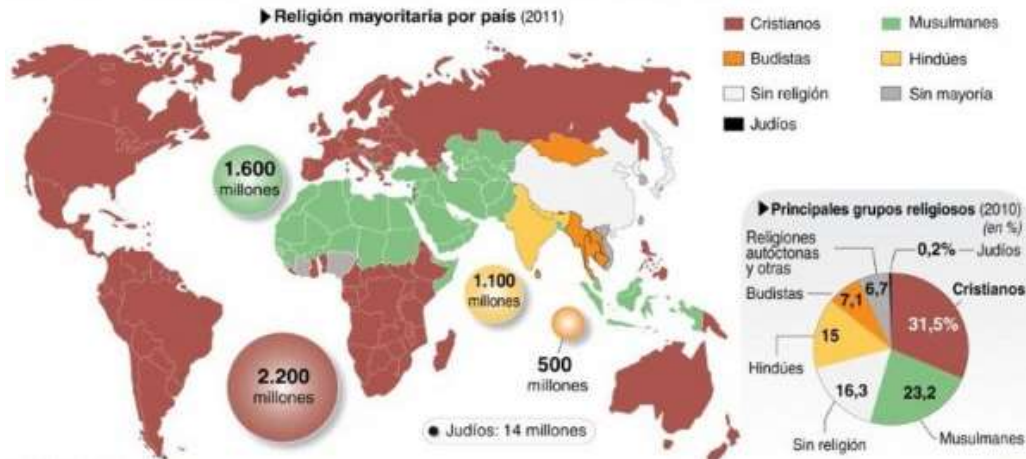 ▶Religión mayoritaria por país (2011)
Cristianos
Musulmanes
Budistas
Hindúes
Sin religión
Sin mayoría
Judíos
1.600
millones
1.100
millones
500
millones
2.200
millones
● Judíos: 14 millones
▶Principales grupos religiosos (2010)
(en %)
Religiones
autóctonas
y otras
0,2%
Judíos
6,7
Cristianos
31,5%
Budistas
7,1
Hindúes
15
16,3
23,2
Sin religión
Musulmanes